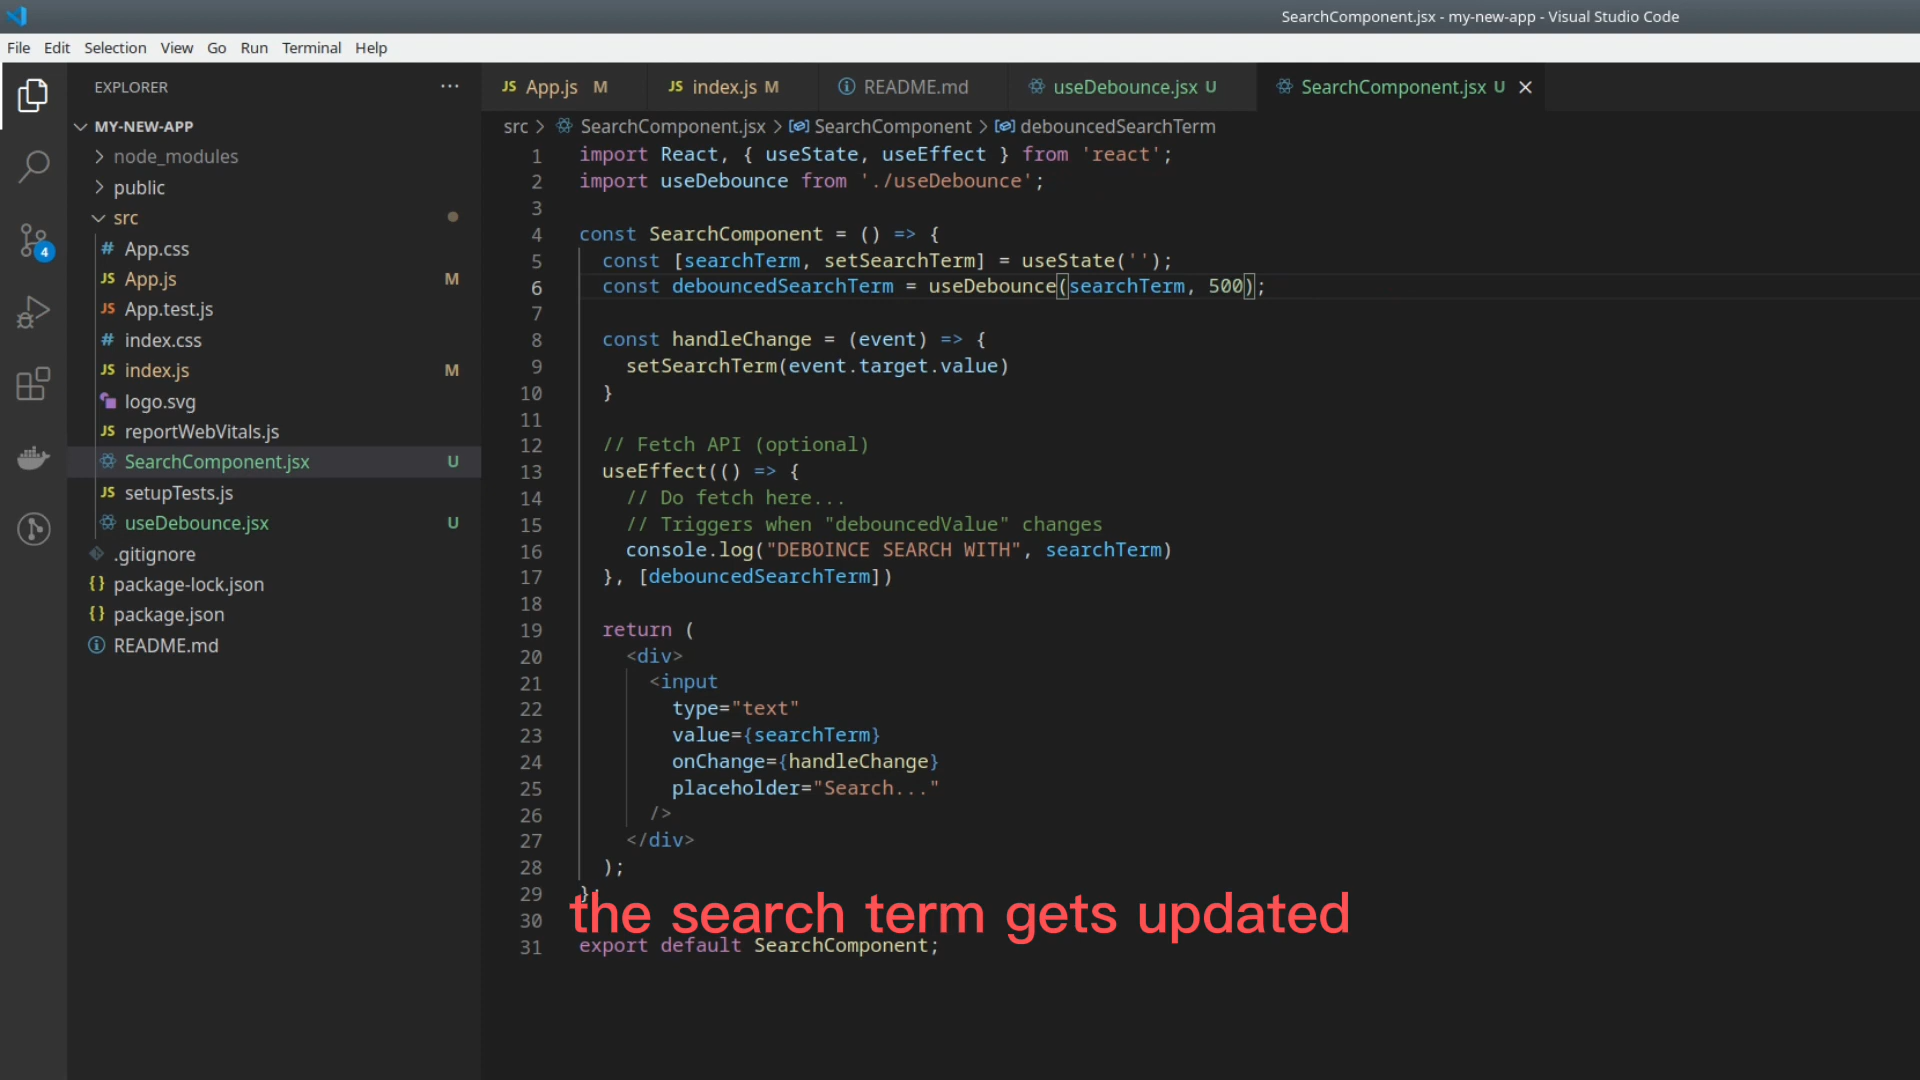 SearchComponent.jsx - my-new-app - Visual Studio Code
File Edit Selection View Go Run Terminal Help
EXPLORER ...
MY-NEW-APP
node_modules
public
src
# App.css
JS App.js M
JS App.test.js
# index.css
JS index.js M
logo.svg
JS reportWebVitals.js
SearchComponent.jsx U
JS setupTests.js
useDebounce.jsx U
.gitignore
{} package-lock.json
{} package.json
README.md
4
JS App.js M JS index.js M README.md useDebounce.jsx U SearchComponent.jsx U
src > SearchComponent.jsx > SearchComponent > debouncedSearchTerm
1 import React, { useState, useEffect } from 'react';
2 import useDebounce from './useDebounce';
3
4 const SearchComponent = () => {
5 const [searchTerm, setSearchTerm] = useState('');
6 const debouncedSearchTerm = useDebounce(searchTerm, 500);
7
8 const handleChange = (event) => {
9 setSearchTerm(event.target.value)
10 }
11
12 // Fetch API (optional)
13 useEffect(() => {
14 // Do fetch here...
15 // Triggers when "debouncedValue" changes
16 console.log("DEBOINCE SEARCH WITH", searchTerm)
17 }, [debouncedSearchTerm])
18
19 return (
20 <div>
21 <input
22 type="text"
23 value={searchTerm}
24 onChange={handleChange}
25 placeholder="Search..."
26 />
27 </div>
28 );
29 };
30
the search term gets updated
31 export default SearchComponent;